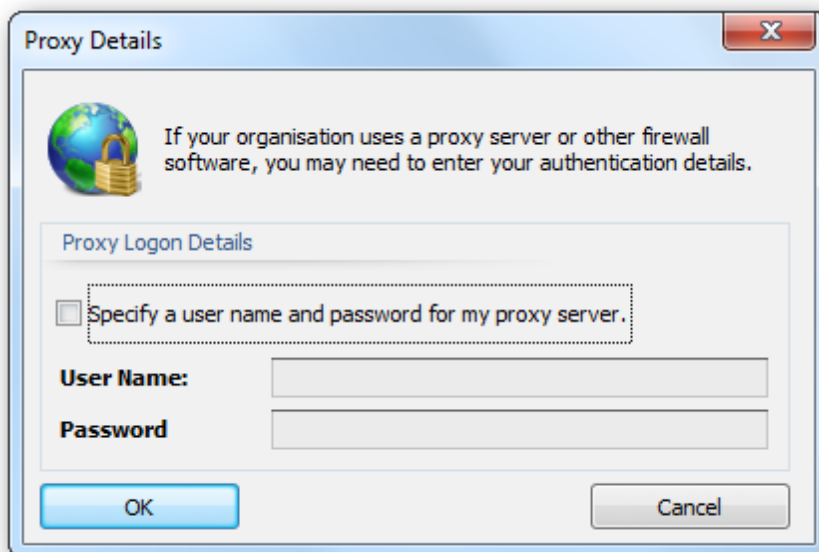 Proxy Details
If your organisation uses a proxy server or other firewall
software, you may need to enter your authentication details.
Proxy Logon Details
Specify a user name and password for my proxy server.
User Name:
Password
OK
Cancel